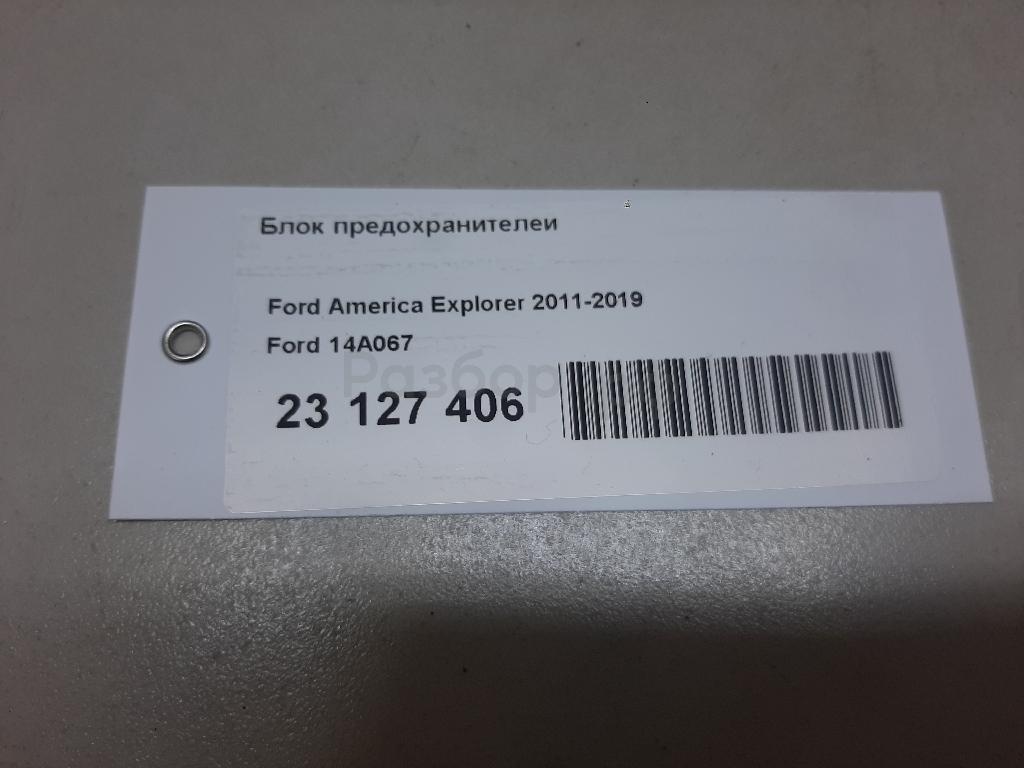 Блок предохранителеи
Ford America Explorer 2011-2019
Ford 14A067
23 127 406